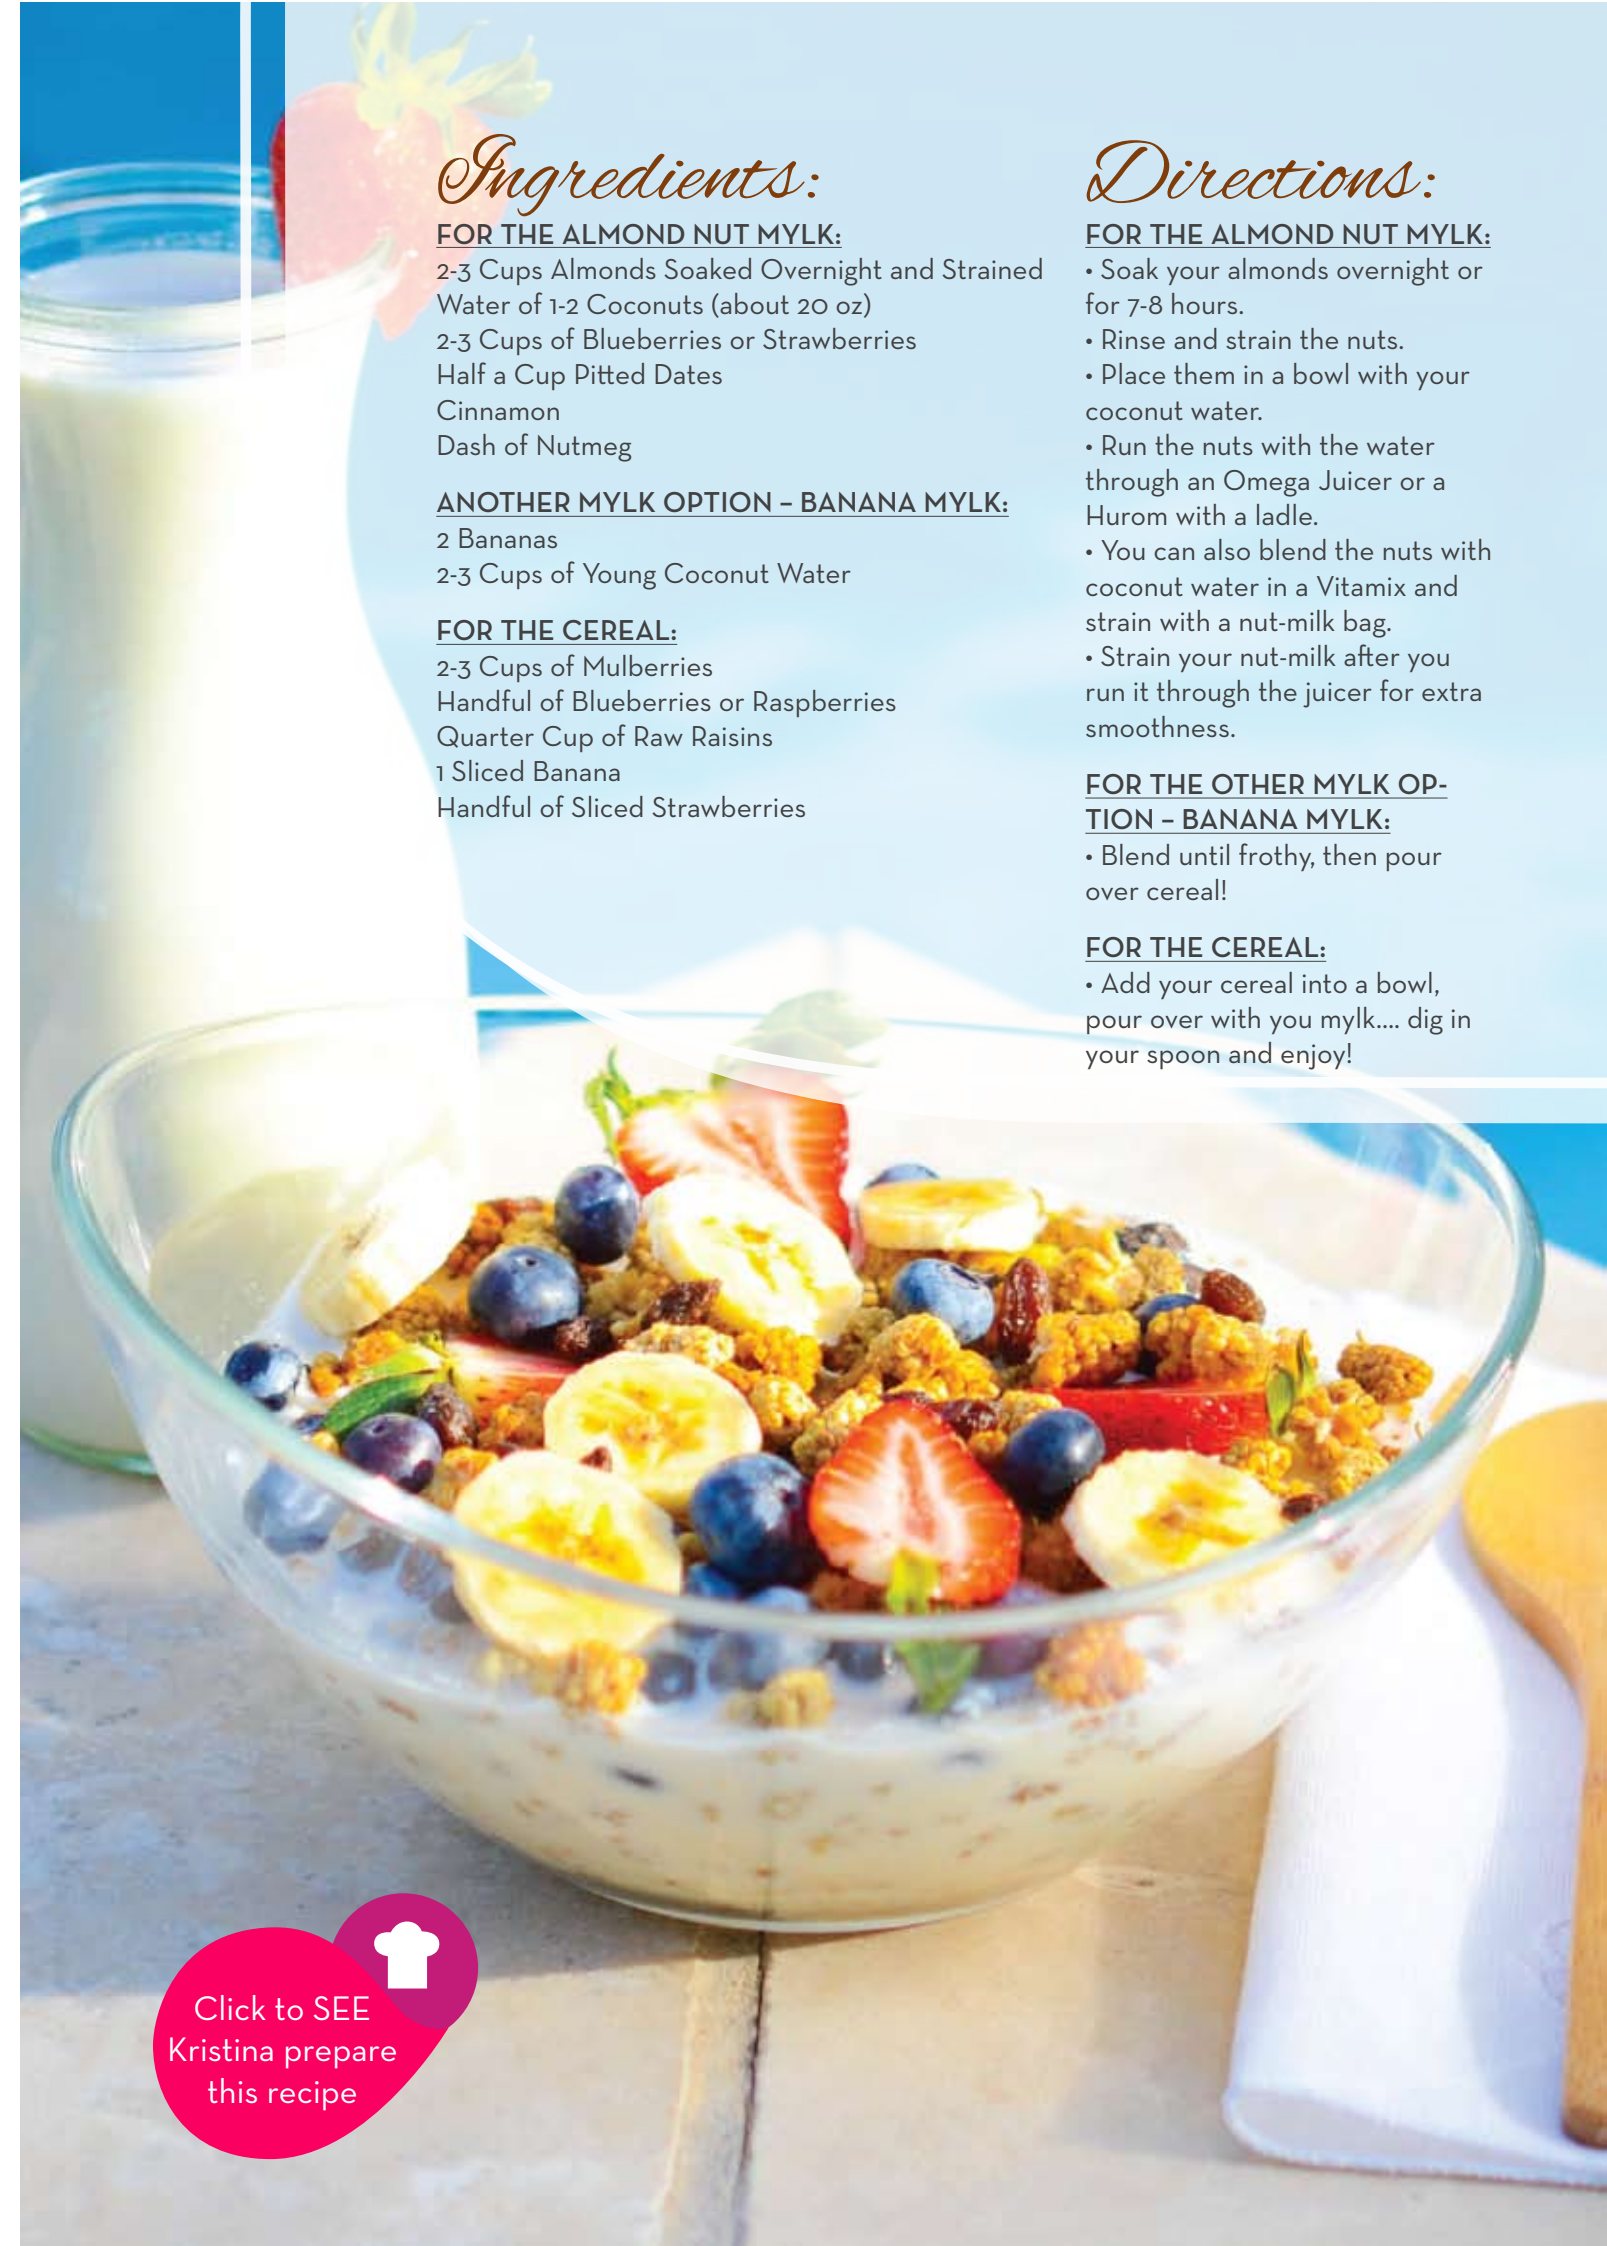 Ingredients:
FOR THE ALMOND NUT MYLK:
2-3 Cups Almonds Soaked Overnight and Strained
Water of 1-2 Coconuts (about 20 oz)
2-3 Cups of Blueberries or Strawberries
Half a Cup Pitted Dates
Cinnamon
Dash of Nutmeg
ANOTHER MYLK OPTION – BANANA MYLK:
2 Bananas
2-3 Cups of Young Coconut Water
FOR THE CEREAL:
2-3 Cups of Mulberries
Handful of Blueberries or Raspberries
Quarter Cup of Raw Raisins
1 Sliced Banana
Handful of Sliced Strawberries
Directions:
FOR THE ALMOND NUT MYLK:
• Soak your almonds overnight or
for 7-8 hours.
• Rinse and strain the nuts.
• Place them in a bowl with your
coconut water.
• Run the nuts with the water
through an Omega Juicer or a
Hurom with a ladle.
• You can also blend the nuts with
coconut water in a Vitamix and
strain with a nut-milk bag.
• Strain your nut-milk after you
run it through the juicer for extra
smoothness.
FOR THE OTHER MYLK OP-
TION – BANANA MYLK:
• Blend until frothy, then pour
over cereal!
FOR THE CEREAL:
• Add your cereal into a bowl,
pour over with you mylk.... dig in
your spoon and enjoy!
Click to SEE
Kristina prepare
this recipe